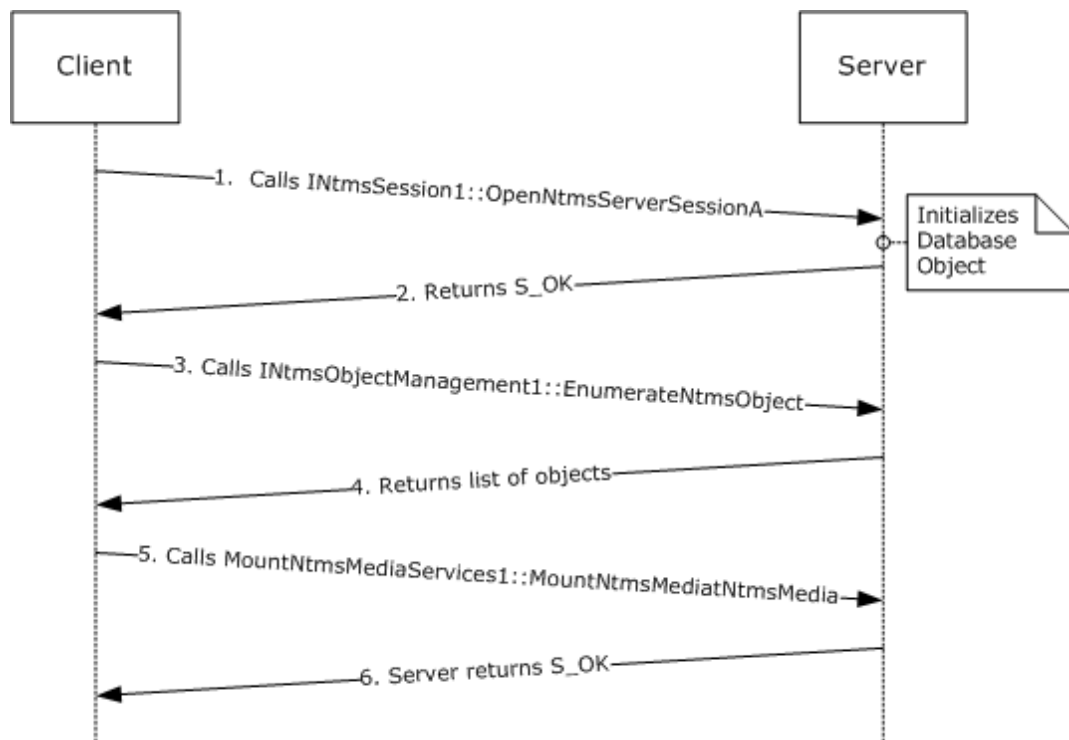 Client
Server
1. Calls INtmsSession1::OpenNtmsServerSessionA
Initializes
Database
Object
2. Returns S_OK
3. Calls INtmsObjectManagement1::EnumerateNtmsObject
4. Returns list of objects
5. Calls MountNtmsMediaServices1::MountNtmsMediatNtmsMedia
6. Server returns S_OK